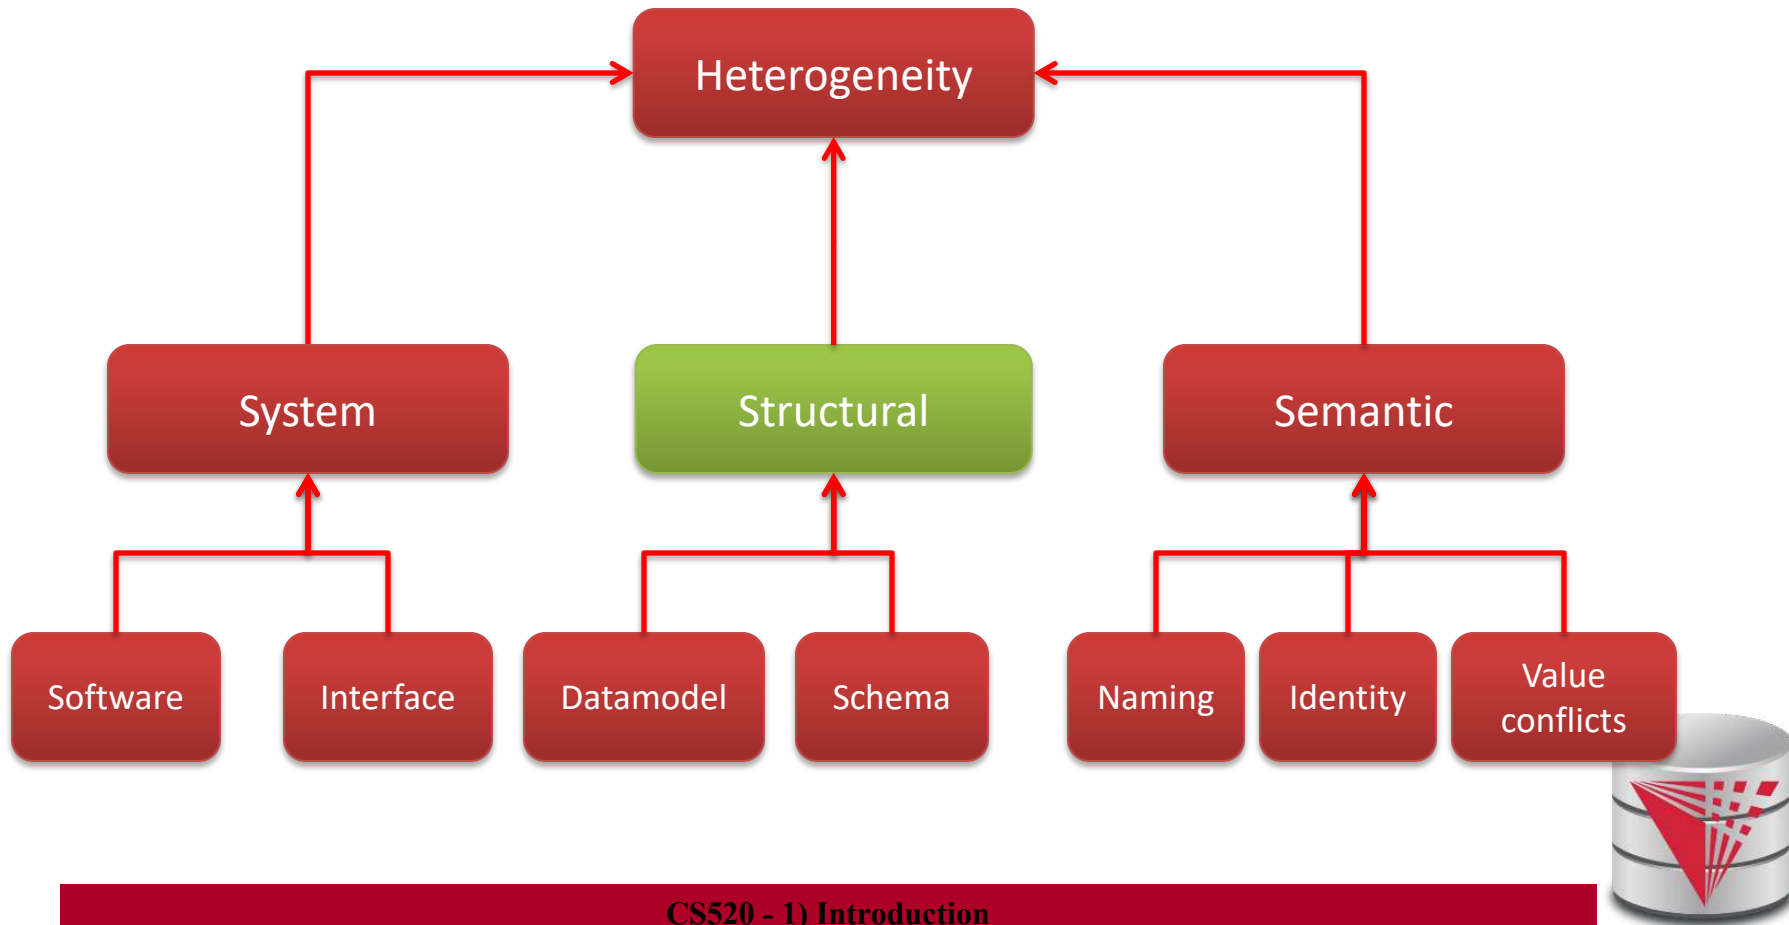 Heterogeneity
System
Structural
Semantic
Software
Interface
Datamodel
Schema
Naming
Identity
Value
conflicts
CS520 - 1) Introduction